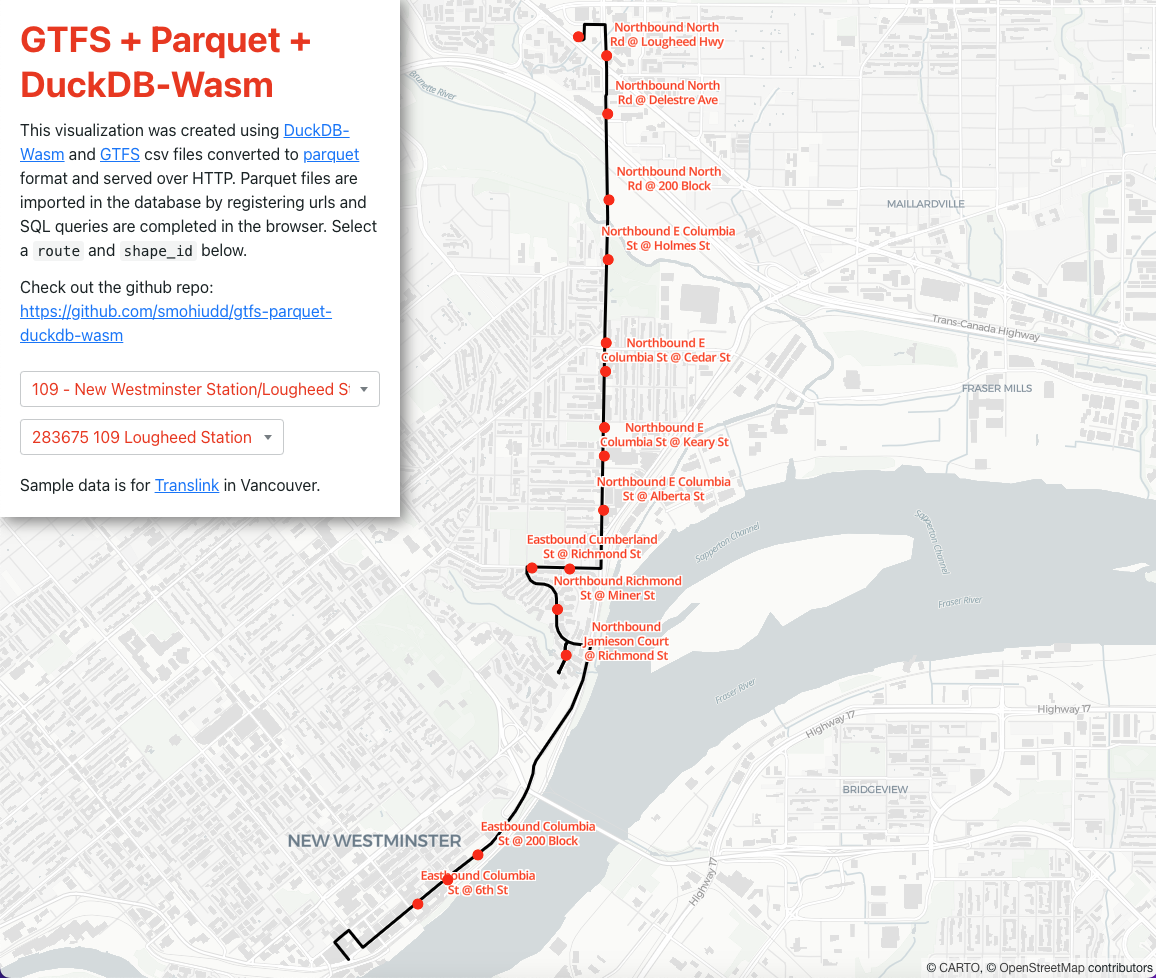 GTFS + Parquet +
DuckDB-Wasm
This visualization was created using DuckDB-
Wasm and GTFS csv files converted to parquet
format and served over HTTP. Parquet files are
imported in the database by registering urls and
SQL queries are completed in the browser. Select
a route and shape_id below.
Check out the github repo:
https://github.com/smohiudd/gtfs-parquet-
duckdb-wasm
109 - New Westminster Station/Lougheed S
283675 109 Lougheed Station
Sample data is for Translink in Vancouver.
Northbound North
Rd @ Lougheed Hwy
Brunette River
Northbound North
Rd @ Delestre Ave
Northbound North
Rd @ 200 Block
MAILLARDVILLE
Northbound E Columbia
St @ Holmes St
Trans-Canada Highway
Northbound E
Columbia St @ Cedar St
FRASER MILLS
Northbound E
Columbia St @ Keary St
Northbound E Columbia
St @ Alberta St
Sapperton Channel
Sapperton Channel
Eastbound Cumberland
St @ Richmond St
Northbound Richmond
St @ Miner St
Fraser River
Northbound
Jamieson Court
@ Richmond St
Fraser River
Highway 17
Highway 17
BRIDGEVIEW
Eastbound Columbia
St @ 200 Block
NEW WESTMINSTER
Eastbound Columbia
St @ 6th St
Highway 17
© CARTO, © OpenStreetMap contributors